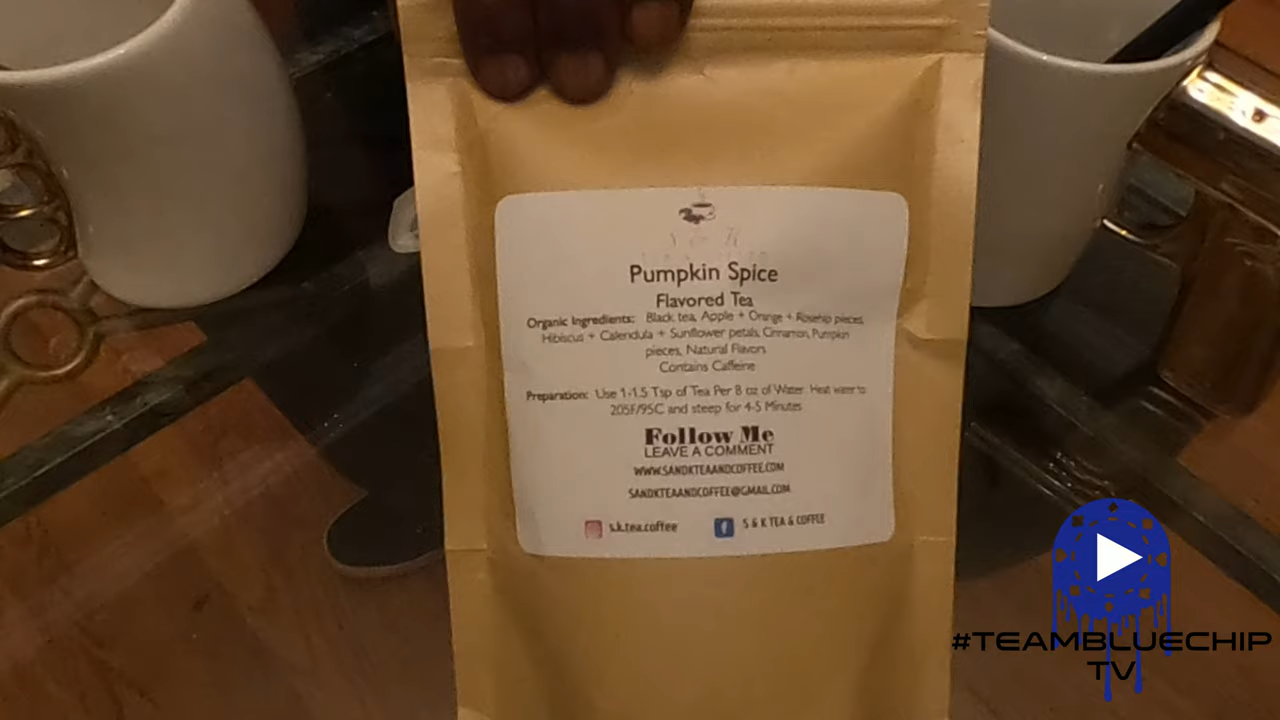 Pumpkin Spice
Flavored Tea
Organic Ingredients: Black tea, Apple + Orange + Rosehip pieces,
Hibiscus + Calendula + Sunflower petals, Cinnamon, Pumpkin
pieces, Natural Flavors
Contains Caffeine
Preparation: Use 1-1.5 Tsp of Tea Per 8 oz of Water. Heat water to
205F/95C and steep for 4-5 Minutes
Follow Me
LEAVE A COMMENT
WWW.SANDKTEAANDCOFFEE.COM
SANDKTEAANDCOFFEE@GMAIL.COM
s.k.tea.coffee
S & K TEA & COFFEE
#TEAMBLUECHIP
TV